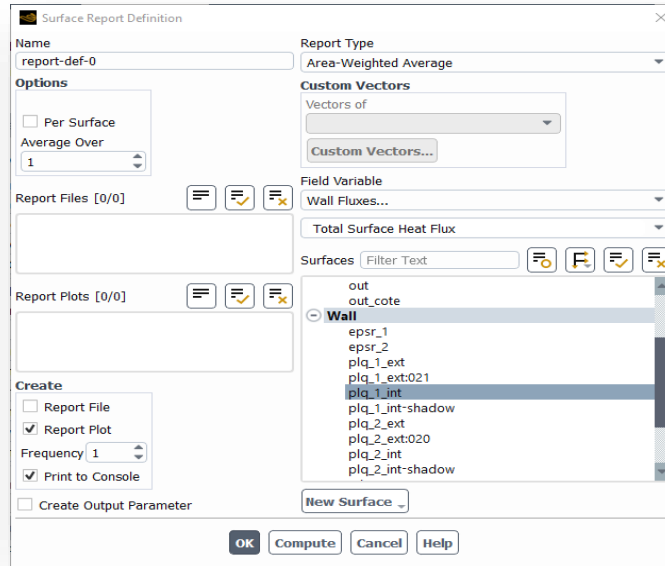 Surface Report Definition
Name
report-def-0
Options
Per Surface
Average Over
1
Report Files [0/0]
Report Plots [0/0]
Create
Report File
Report Plot
Frequency 1
Print to Console
Create Output Parameter
Report Type
Area-Weighted Average
Custom Vectors
Vectors of
Custom Vectors...
Field Variable
Wall Fluxes...
Total Surface Heat Flux
Surfaces Filter Text
out
out_cote
Wall
epsr_1
epsr_2
plq_1_ext
plq_1_ext:021
plq_1_int
plq_1_int-shadow
plq_2_ext
plq_2_ext:020
plq_2_int
plq_2_int-shadow
New Surface
OK Compute Cancel Help